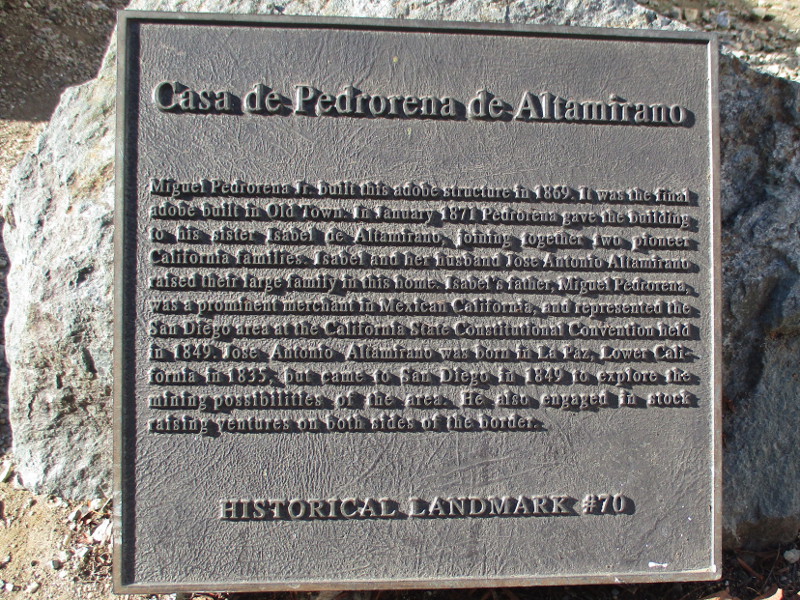 Casa de Pedrorena de Altamirano
Miguel Pedrorena Jr. built this adobe structure in 1869. It was the final
adobe built in Old Town. In January 1871 Pedrorena gave the building
to his sister Isabel de Altamirano, joining together two pioneer
California families. Isabel and her husband Jose Antonio Altamirano
raised their large family in this home. Isabel's father, Miguel Pedrorena,
was a prominent merchant in Mexican California, and represented the
San Diego area at the California State Constitutional Convention held
in 1849. Jose Antonio Altamirano was born in La Paz, Lower Cali-
fornia in 1835, but came to San Diego in 1849 to explore the
mining possibilities of the area. He also engaged in stock
raising ventures on both sides of the border.
HISTORICAL LANDMARK #70